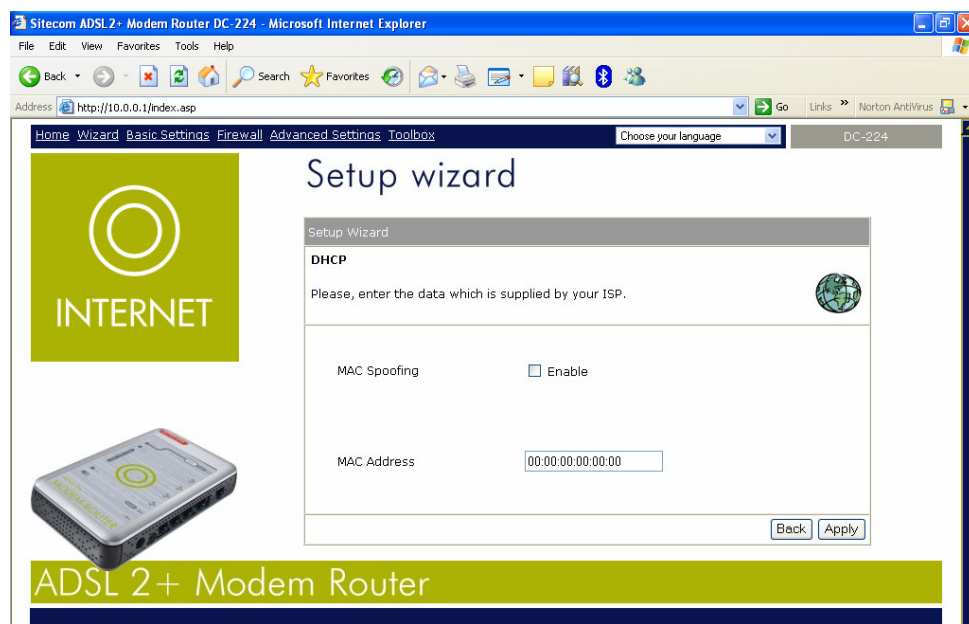 Sitecom ADSL2+ Modem Router DC-224 - Microsoft Internet Explorer
File Edit View Favorites Tools Help
Back Search Favorites
Address http://10.0.0.1/index.asp Go Links » Norton AntiVirus
Home Wizard Basic Settings Firewall Advanced Settings Toolbox Choose your language DC-224
Setup wizard
INTERNET
Setup Wizard
DHCP
Please, enter the data which is supplied by your ISP.
MAC Spoofing Enable
MAC Address 00:00:00:00:00:00
MODEM ROUTER
Back Apply
ADSL 2+ Modem Router